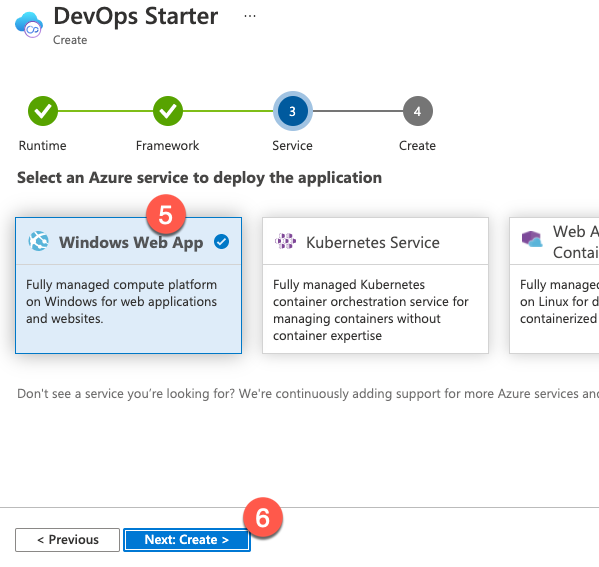 DevOps Starter ...
Create
3
4
Runtime
Framework
Service
Create
Select an Azure service to deploy the application
5
Windows Web App
Fully managed compute platform
on Windows for web applications
and websites.
Kubernetes Service
Fully managed Kubernetes
container orchestration service for
managing containers without
container expertise
Web A
Contai
Fully managed
on Linux for d
containerized
Don't see a service you're looking for? We're continuously adding support for more Azure services and
6
< Previous
Next: Create >